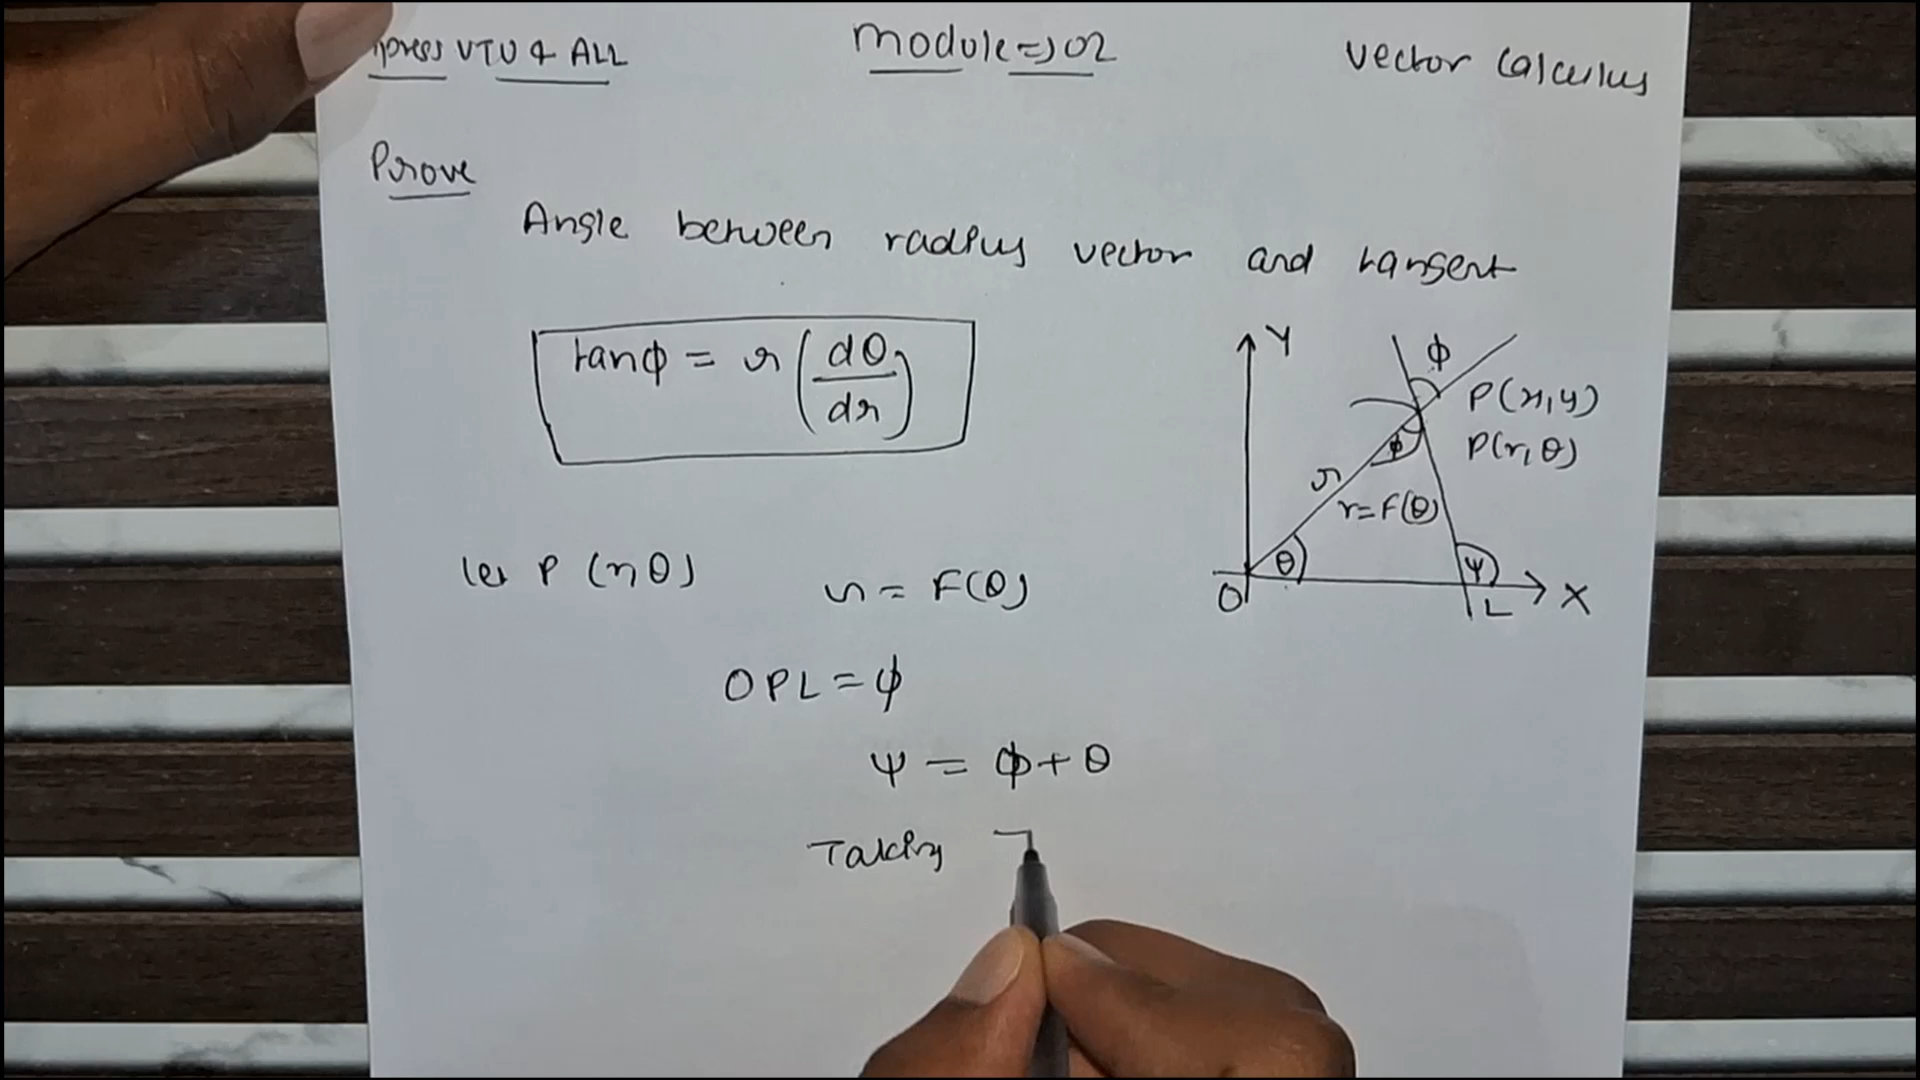 VTU & ALL
module => 02
vector calculus
Prove
Angle between radius vector and tangent
tanφ = r (dθ/dr)
Y
φ
P(x,y)
P(r,θ)
φ
r
r=F(θ)
θ
ψ
O
L
X
let P (r,θ)
r = F(θ)
OPL = φ
ψ = φ + θ
Taking T